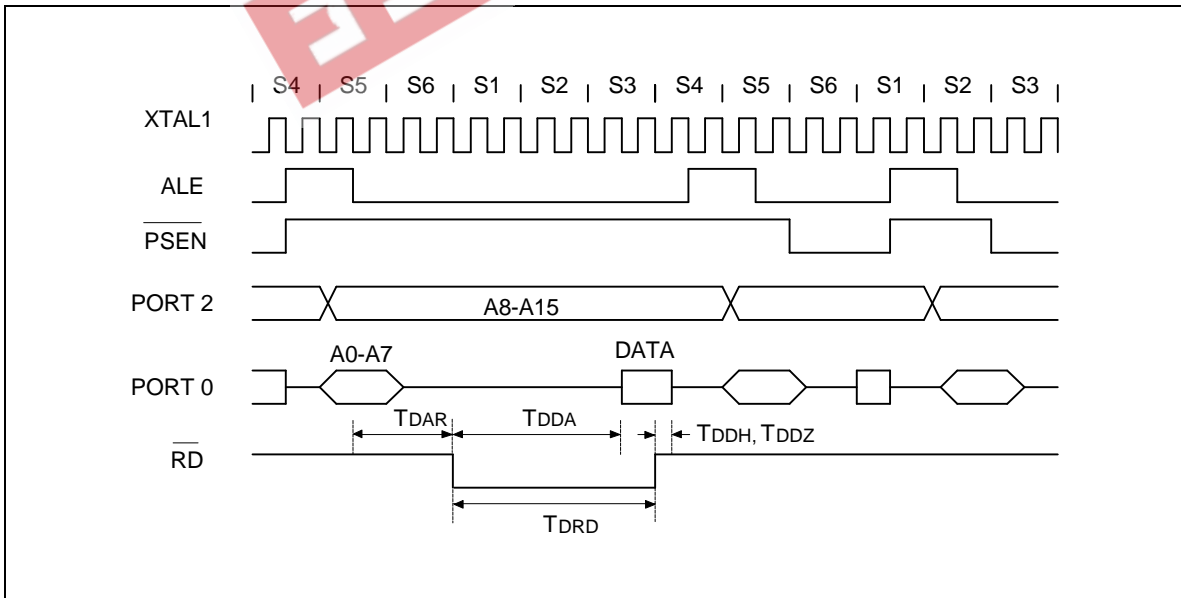 | S4 | S5 | S6 | S1 | S2 | S3 | S4 | S5 | S6 | S1 | S2 | S3 |
XTAL1
ALE
PSEN
PORT 2
A8-A15
A0-A7
DATA
PORT 0
TDAR
TDDA
TDDH, TDDZ
RD
TDRD